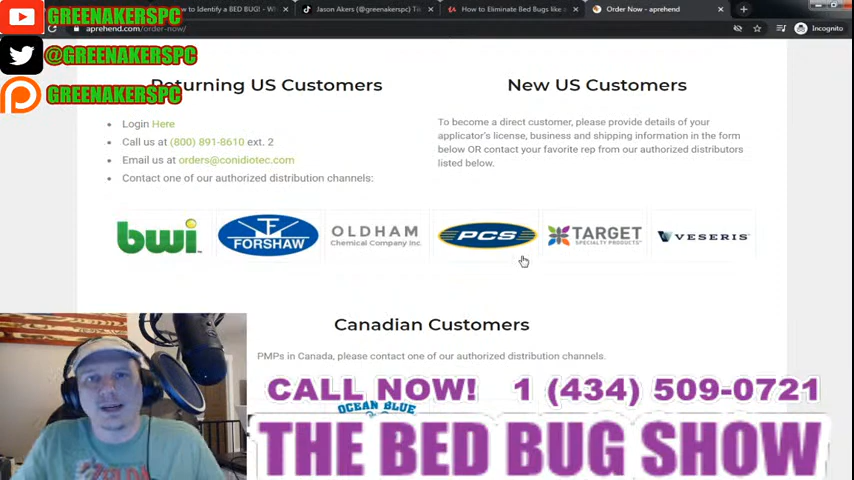 GREENAKERSPC
@GREENAKERSPC
GREENAKERSPC
How to Identify a BED BUG! - W
Jason Akers (@greenakerspc) Ti
How to Eliminate Bed Bugs like
Order Now - aprehend
aprehend.com/order-now/
Incognito
Returning US Customers
Login Here
Call us at (800) 891-8610 ext. 2
Email us at orders@conidiotec.com
Contact one of our authorized distribution channels:
New US Customers
To become a direct customer, please provide details of your
applicator's license, business and shipping information in the form
below OR contact your favorite rep from our authorized distributors
listed below.
bwi
TF
FORSHAW
OLDHAM
Chemical Company Inc.
PCS
TARGET
SPECIALTY PRODUCTS
VESERIS
Canadian Customers
PMPs in Canada, please contact one of our authorized distribution channels.
CALL NOW! 1 (434) 509-0721
OCEAN BLUE
THE BED BUG SHOW
ZELDA